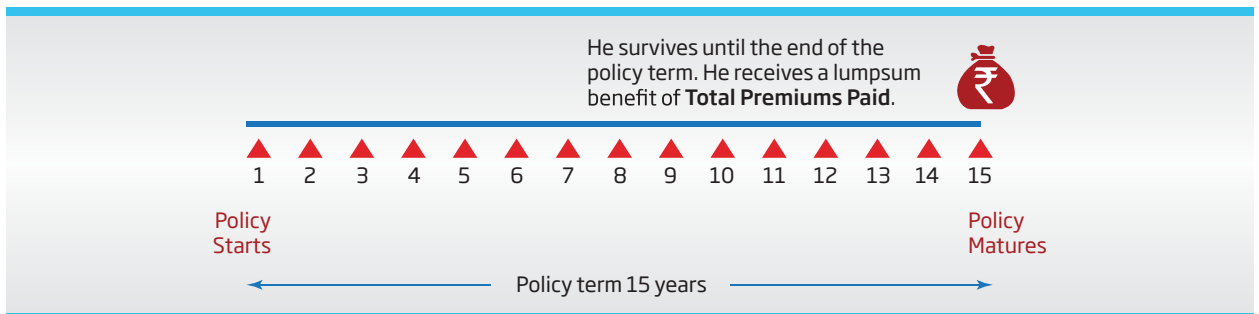 He survives until the end of the
policy term. He receives a lumpsum
benefit of Total Premiums Paid.
₹
1 2 3 4 5 6 7 8 9 10 11 12 13 14 15
Policy
Starts
Policy
Matures
Policy term 15 years